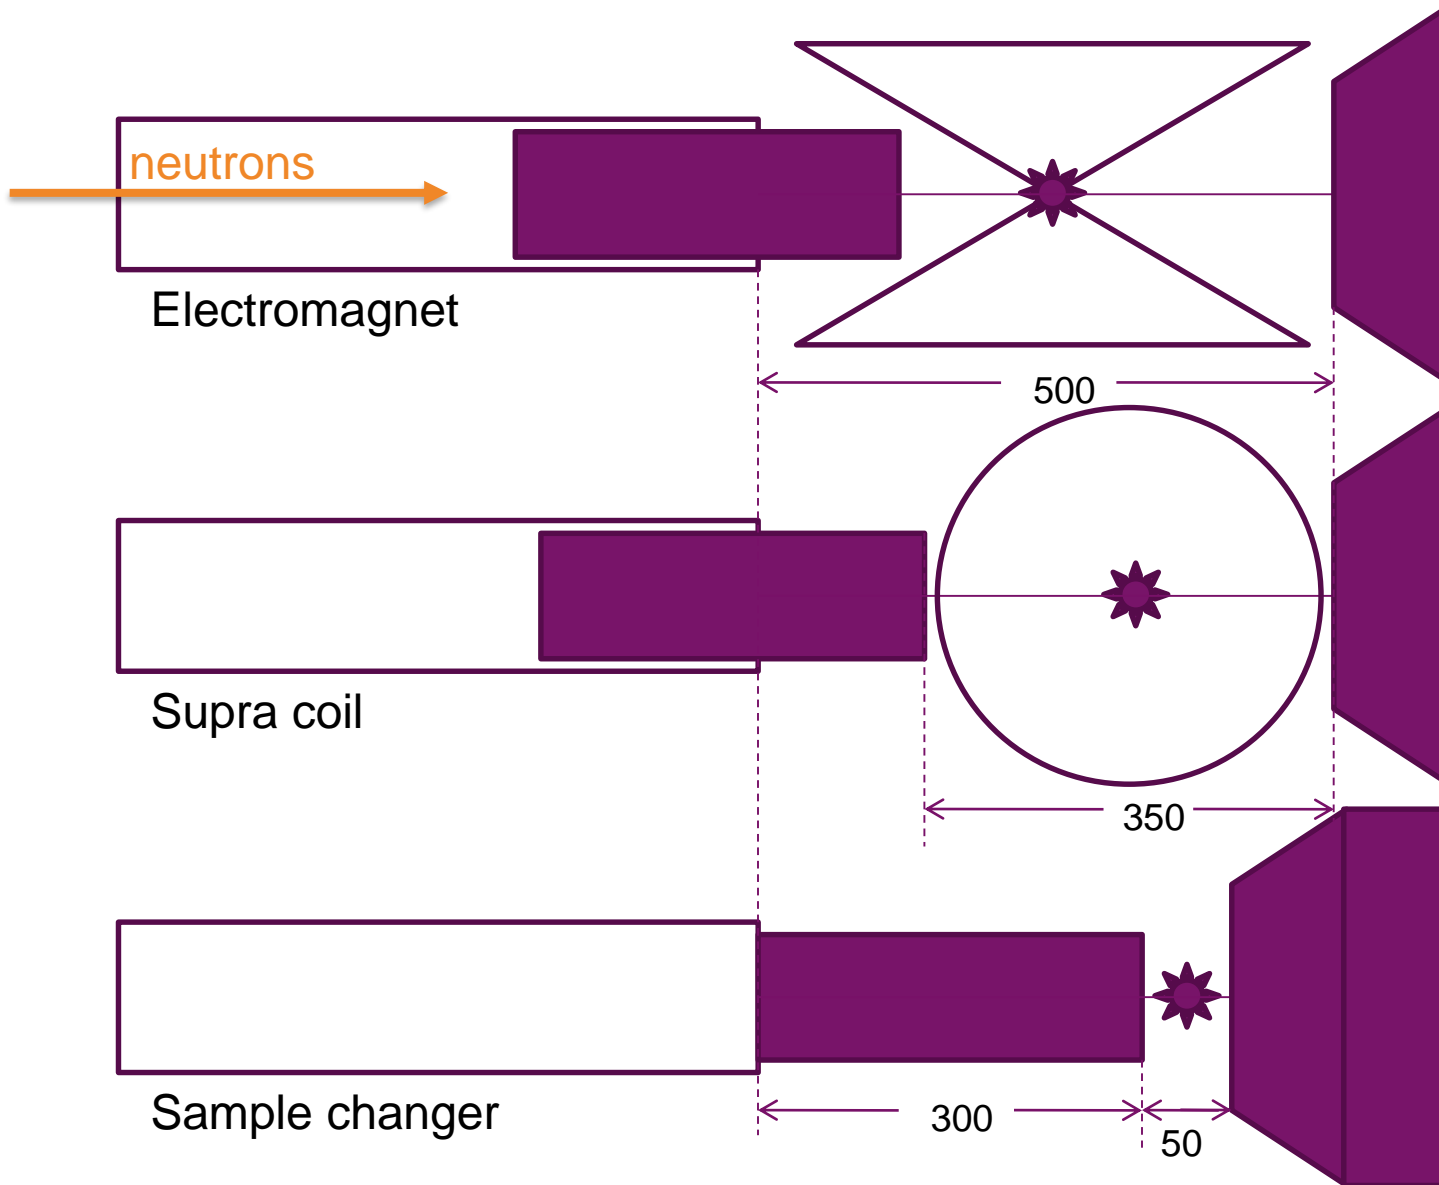 neutrons
Electromagnet
500
Supra coil
350
Sample changer
300
50